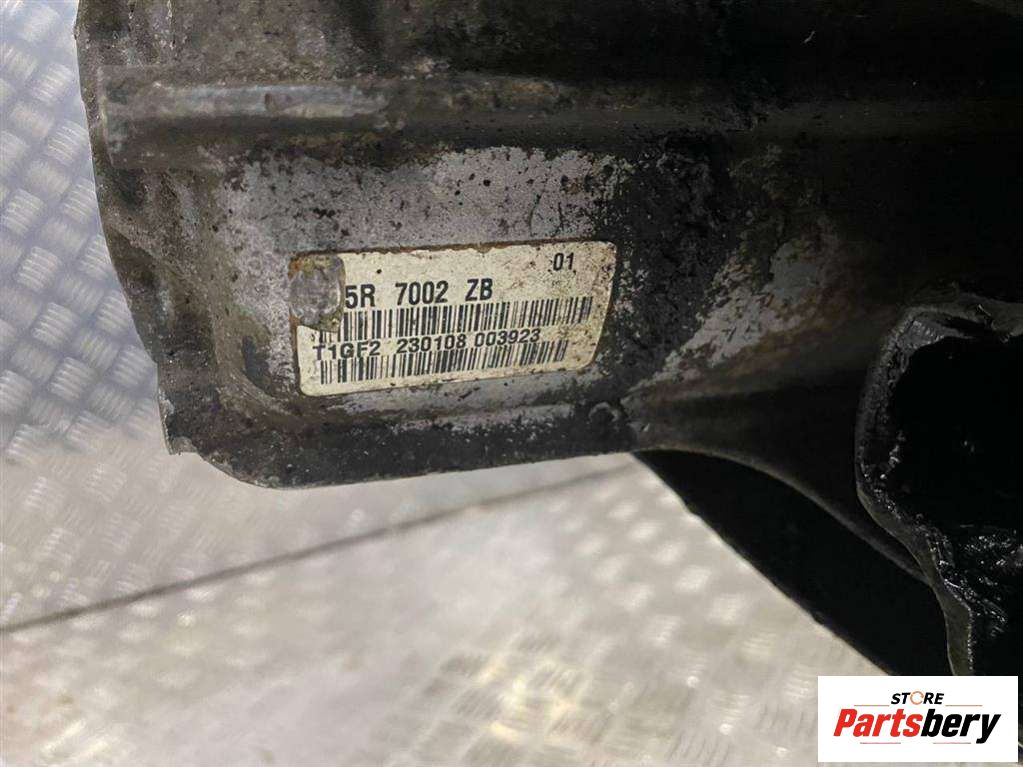 01
5R 7002 ZB
T1GF2 230108 003923
STORE
Partsbery